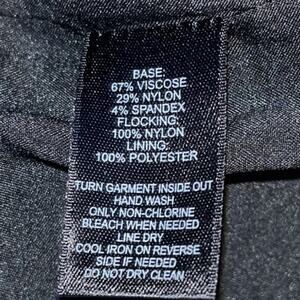 BASE:
67% VISCOSE
29% NYLON
4% SPANDEX
FLOCKING:
100% NYLON
LINING:
100% POLYESTER
TURN GARMENT INSIDE OUT
HAND WASH
ONLY NON-CHLORINE
BLEACH WHEN NEEDED
LINE DRY
COOL IRON ON REVERSE
SIDE IF NEEDED
DO NOT DRY CLEAN